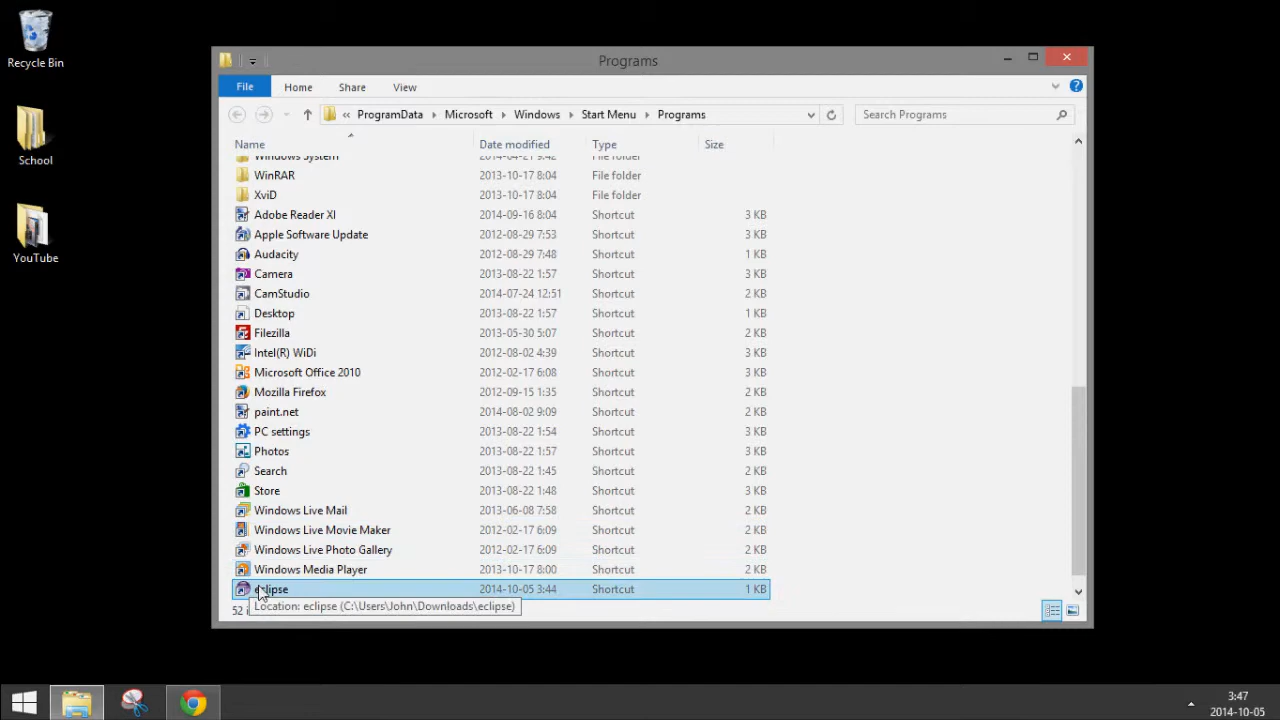 Recycle Bin
School
YouTube
Programs
File Home Share View
« ProgramData Microsoft Windows Start Menu Programs
Search Programs
Name Date modified Type Size
Windows System 2014-04-21 9:42 File folder
WinRAR 2013-10-17 8:04 File folder
XviD 2013-10-17 8:04 File folder
Adobe Reader XI 2014-09-16 8:04 Shortcut 3 KB
Apple Software Update 2012-08-29 7:53 Shortcut 3 KB
Audacity 2012-08-29 7:48 Shortcut 1 KB
Camera 2013-08-22 1:57 Shortcut 3 KB
CamStudio 2014-07-24 12:51 Shortcut 2 KB
Desktop 2013-08-22 1:57 Shortcut 1 KB
Filezilla 2013-05-30 5:07 Shortcut 2 KB
Intel(R) WiDi 2012-08-02 4:39 Shortcut 3 KB
Microsoft Office 2010 2012-02-17 6:08 Shortcut 3 KB
Mozilla Firefox 2012-09-15 1:35 Shortcut 2 KB
paint.net 2014-08-02 9:09 Shortcut 2 KB
PC settings 2013-08-22 1:54 Shortcut 3 KB
Photos 2013-08-22 1:57 Shortcut 3 KB
Search 2013-08-22 1:45 Shortcut 2 KB
Store 2013-08-22 1:48 Shortcut 3 KB
Windows Live Mail 2013-06-08 7:58 Shortcut 2 KB
Windows Live Movie Maker 2012-02-17 6:09 Shortcut 2 KB
Windows Live Photo Gallery 2012-02-17 6:09 Shortcut 2 KB
Windows Media Player 2013-10-17 8:00 Shortcut 2 KB
eclipse 2014-10-05 3:44 Shortcut 1 KB
Location: eclipse (C:\Users\John\Downloads\eclipse)
52
3:47
2014-10-05